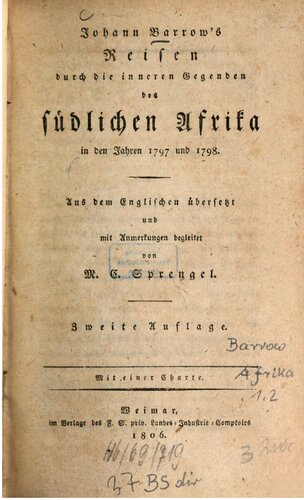 Johann Barrow's
Reisen
durch die inneren Gegenden
des
südlichen Afrika
in den Jahren 1797 und 1798.
Aus dem Englischen übersetzt
und
mit Anmerkungen begleitet
von
M. C. Sprengel.
Zweite Auflage.
Barrow
Afrika
1.2
Mit einer Charte.
Weimar,
im Verlage des F. S. priv. Landes-Industrie-Comptoirs
1806.